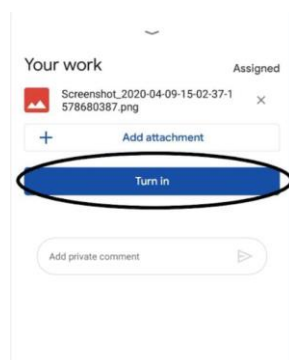 Your work
Assigned
Screenshot_2020-04-09-15-02-37-1
578680387.png
Add attachment
Turn in
Add private comment